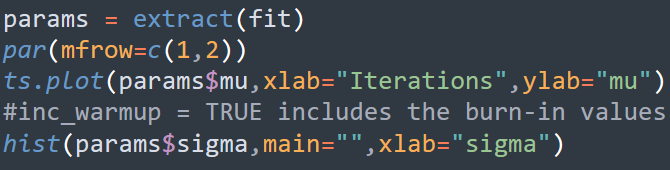 params = extract(fit)
par(mfrow=c(1,2))
ts.plot(params$mu,xlab="Iterations",ylab="mu")
#inc_warmup = TRUE includes the burn-in values
hist(params$sigma,main="",xlab="sigma")